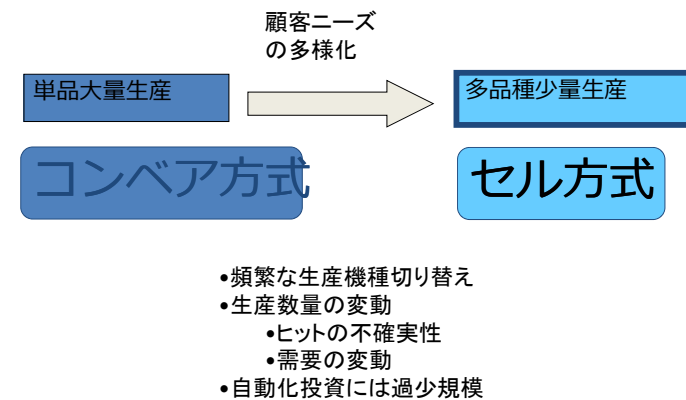 顧客ニーズ
の多様化
単品大量生産
多品種少量生産
コンベア方式
セル方式
•頻繁な生産機種切り替え
•生産数量の変動
•ヒットの不確実性
•需要の変動
•自動化投資には過少規模